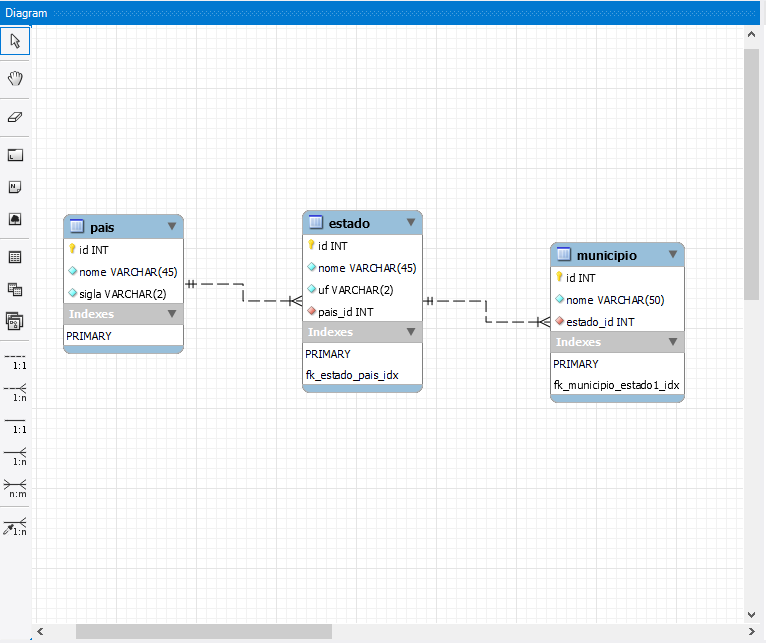 Diagram
pais
id INT
nome VARCHAR(45)
sigla VARCHAR(2)
Indexes
PRIMARY
estado
id INT
nome VARCHAR(45)
uf VARCHAR(2)
pais_id INT
Indexes
PRIMARY
fk_estado_pais_idx
municipio
id INT
nome VARCHAR(50)
estado_id INT
Indexes
PRIMARY
fk_municipio_estado1_idx
1:1
1:n
1:1
1:n
n:m
1:n